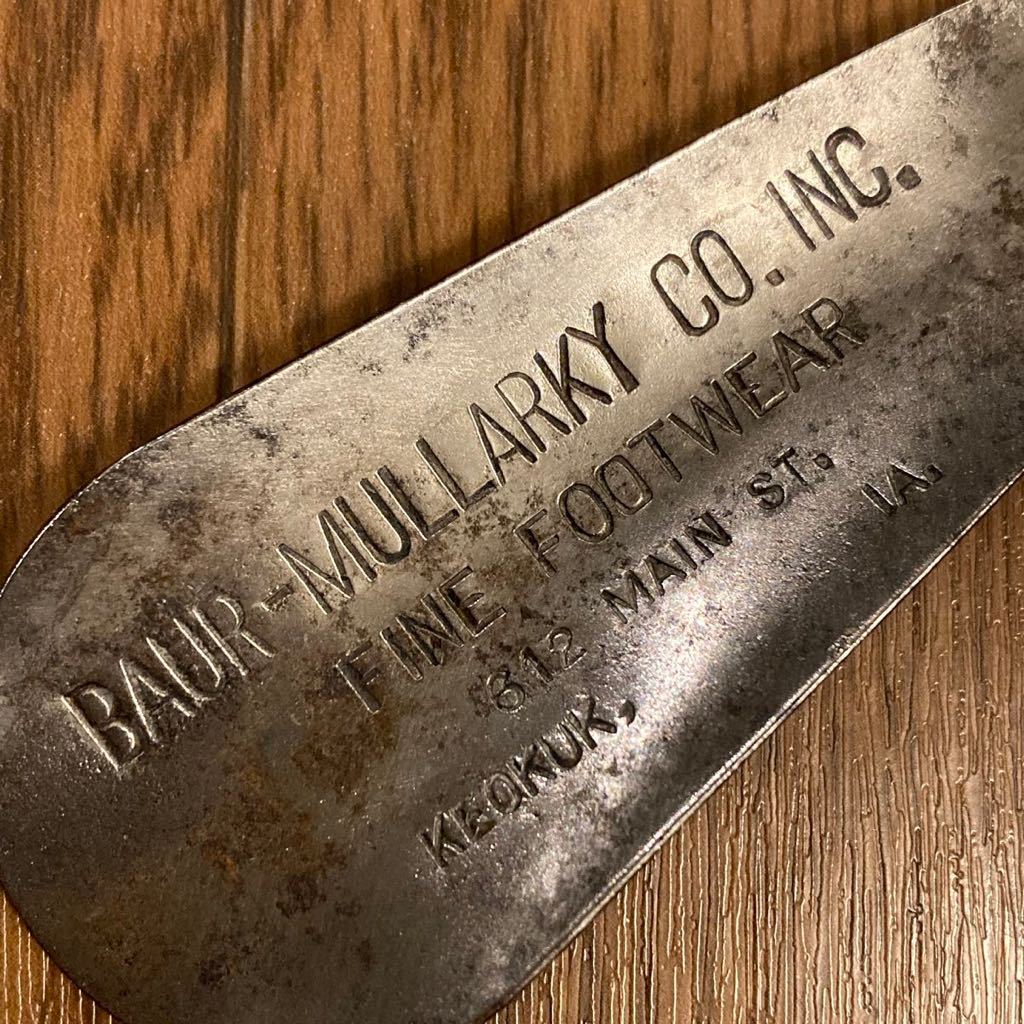 BAUR-MULLARKY CO. INC.
FINE FOOTWEAR
612 MAIN ST.
KEOKUK, IA.